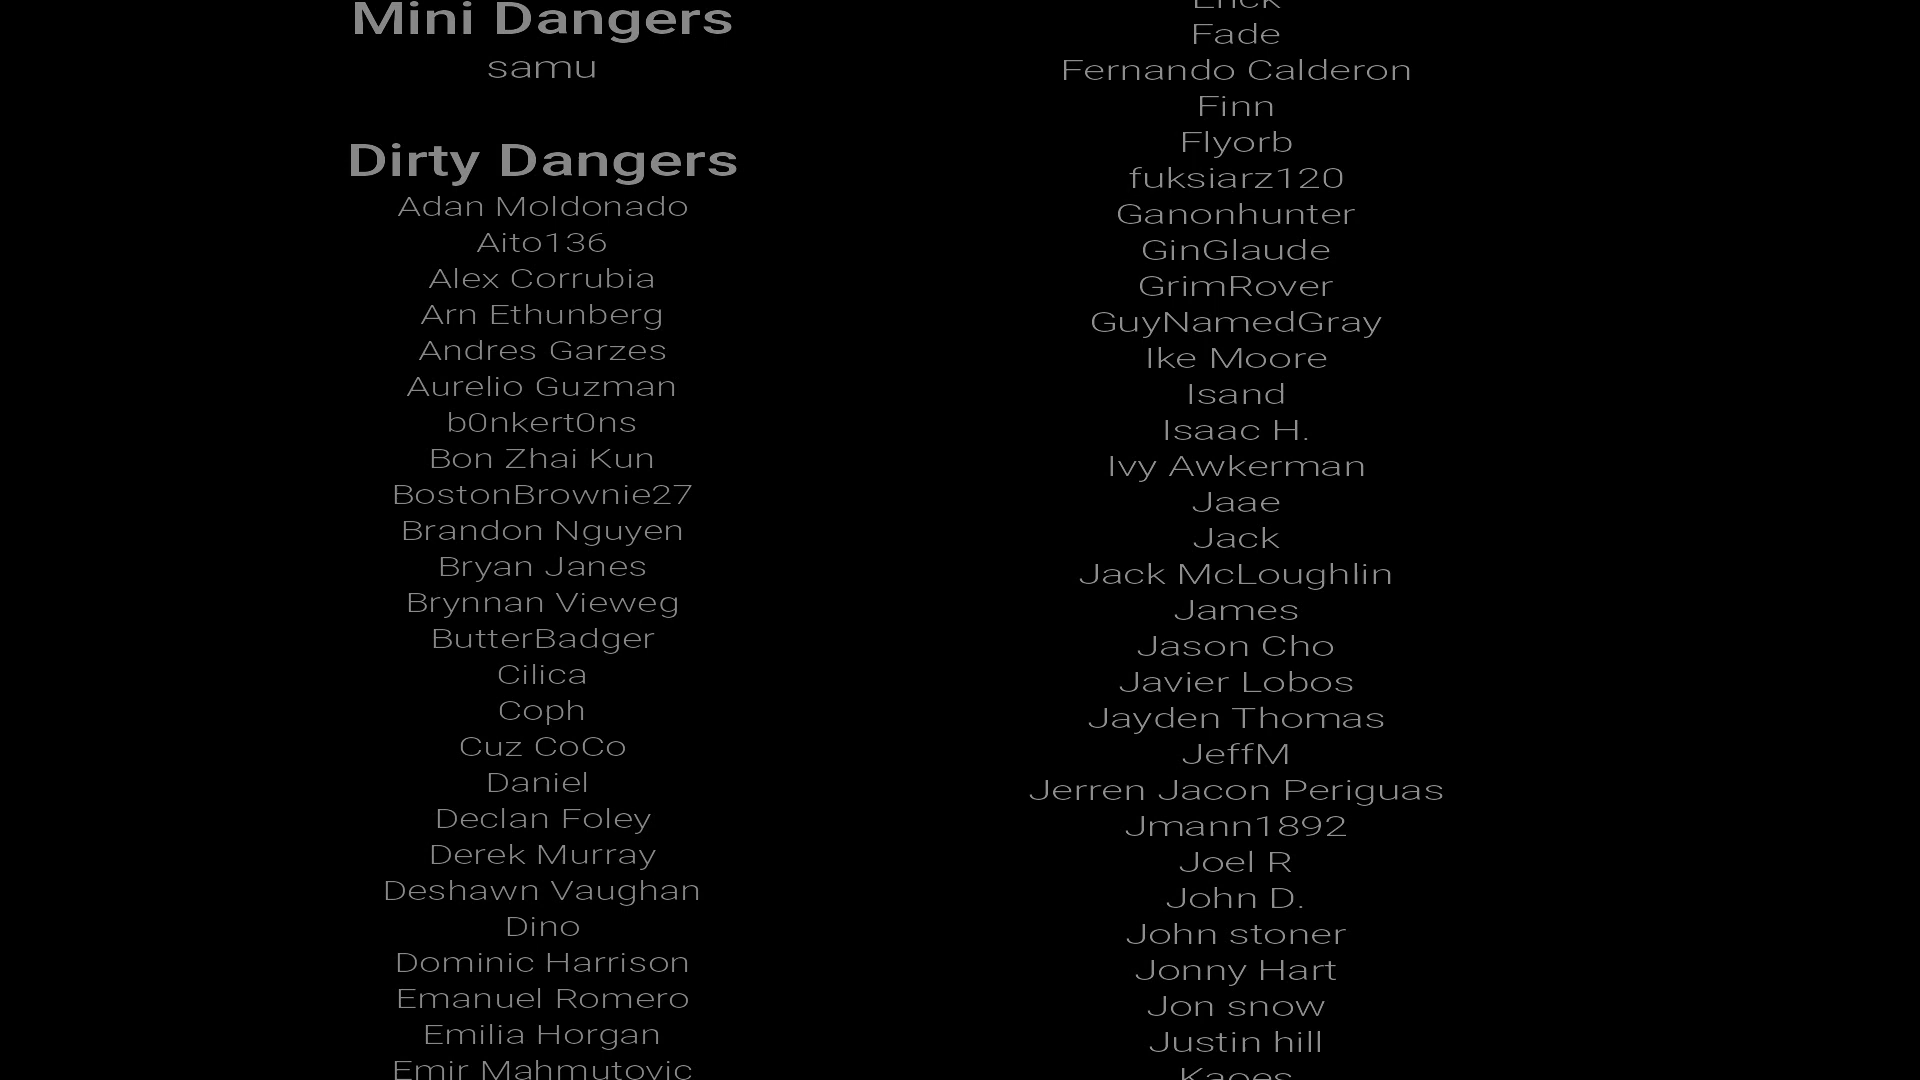 Mini Dangers
samu
Dirty Dangers
Adan Moldonado
Aito136
Alex Corrubia
Arn Ethunberg
Andres Garzes
Aurelio Guzman
b0nkert0ns
Bon Zhai Kun
BostonBrownie27
Brandon Nguyen
Bryan Janes
Brynnan Vieweg
ButterBadger
Cilica
Coph
Cuz CoCo
Daniel
Declan Foley
Derek Murray
Deshawn Vaughan
Dino
Dominic Harrison
Emanuel Romero
Emilia Horgan
Emir Mahmutovic
Erick
Fade
Fernando Calderon
Finn
Flyorb
fuksiarz120
Ganonhunter
GinGlaude
GrimRover
GuyNamedGray
Ike Moore
Isand
Isaac H.
Ivy Awkerman
Jaae
Jack
Jack McLoughlin
James
Jason Cho
Javier Lobos
Jayden Thomas
JeffM
Jerren Jacon Periguas
Jmann1892
Joel R
John D.
John stoner
Jonny Hart
Jon snow
Justin hill